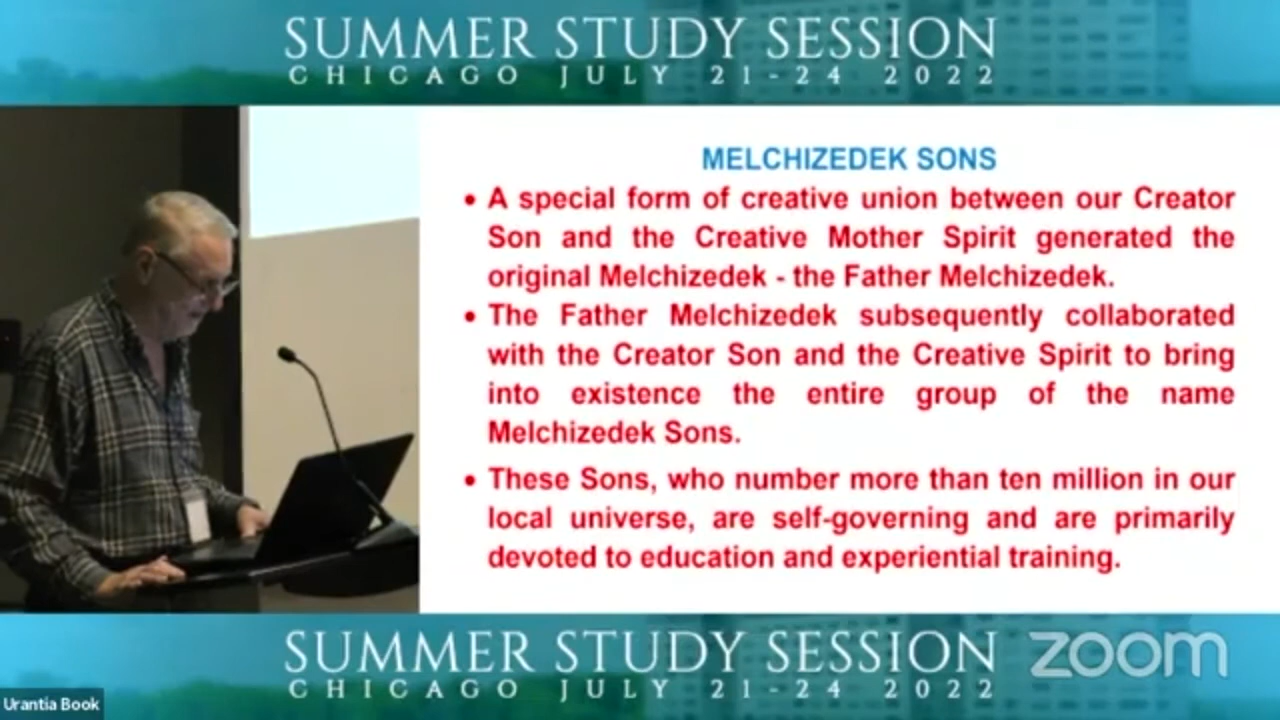 SUMMER STUDY SESSION
CHICAGO JULY 21-24 2022
MELCHIZEDEK SONS
• A special form of creative union between our Creator
Son and the Creative Mother Spirit generated the
original Melchizedek - the Father Melchizedek.
• The Father Melchizedek subsequently collaborated
with the Creator Son and the Creative Spirit to bring
into existence the entire group of the name
Melchizedek Sons.
• These Sons, who number more than ten million in our
local universe, are self-governing and are primarily
devoted to education and experiential training.
SUMMER STUDY SESSION
CHICAGO JULY 21-24 2022
zoom
Urantia Book